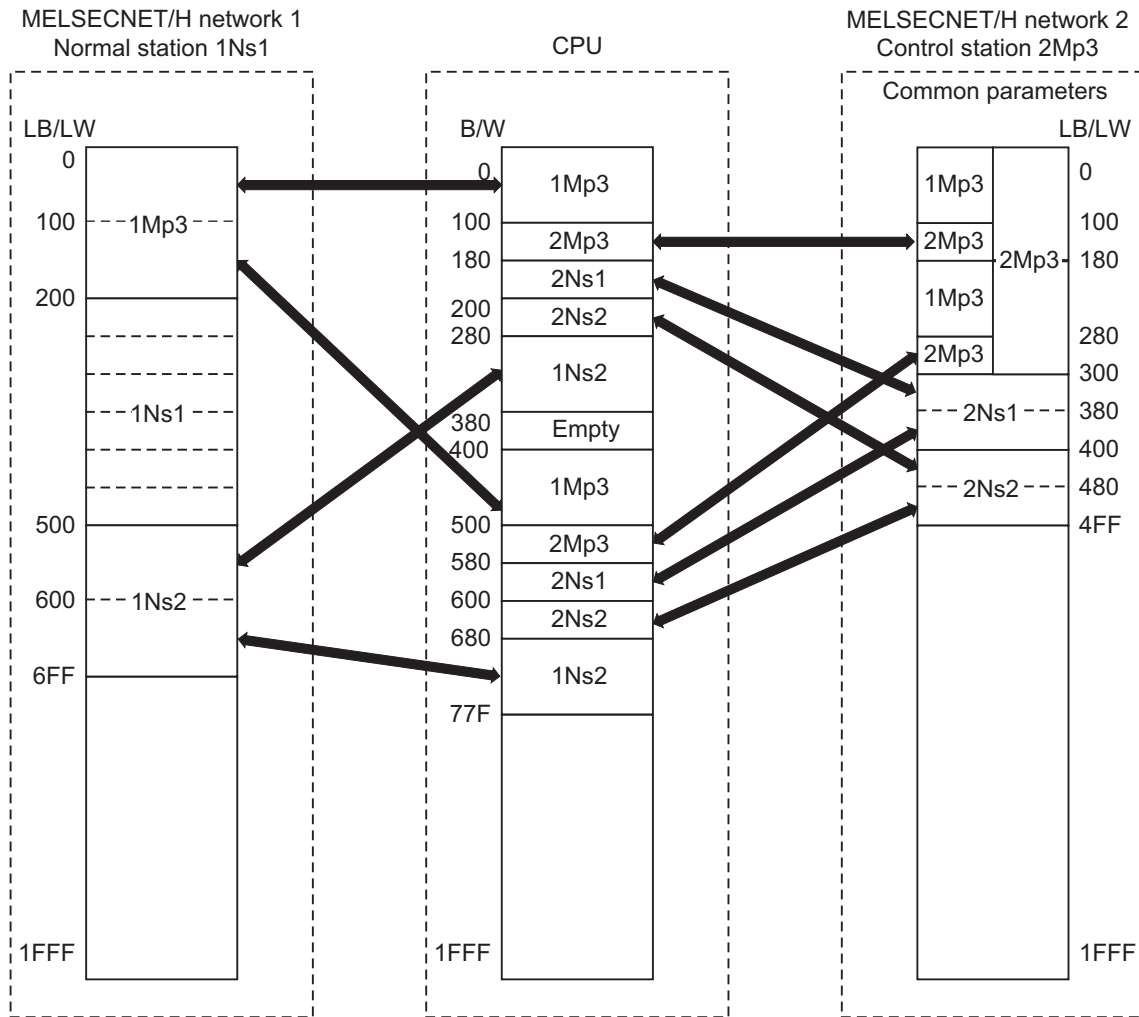 MELSECNET/H network 1
Normal station 1Ns1
LB/LW
0
100
1Mp3
200
1Ns1
500
600
1Ns2
6FF
1FFF
CPU
B/W
0
1Mp3
100
2Mp3
180
2Ns1
200
2Ns2
280
1Ns2
380
Empty
400
1Mp3
500
2Mp3
580
2Ns1
600
2Ns2
680
1Ns2
77F
1FFF
MELSECNET/H network 2
Control station 2Mp3
Common parameters
LB/LW
0
1Mp3
100
2Mp3
2Mp3
180
1Mp3
280
2Mp3
300
2Ns1
380
400
2Ns2
480
4FF
1FFF